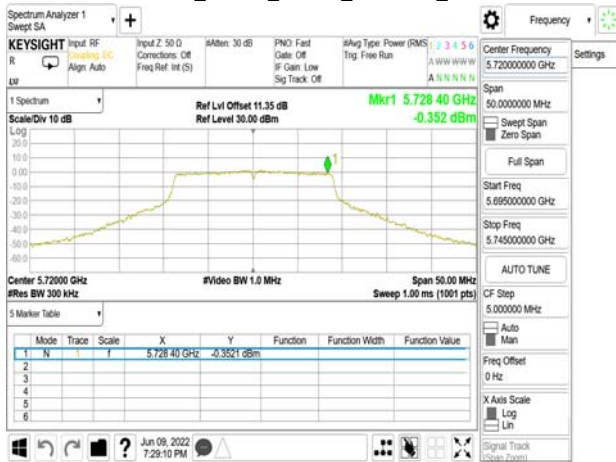 Spectrum Analyzer 1
Swept SA
+
Frequency
KEYSIGHT
Input: RF
Coupling: DC
Align: Auto
Input Z: 50 Ω
Corrections: Off
Freq Ref: Int (S)
#Atten: 30 dB
PNO: Fast
Gate: Off
IF Gain: Low
Sig Track: Off
#Avg Type: Power (RMS
Trig: Free Run
1 2 3 4 5 6
A W W W W W
A N N N N N
R
Center Frequency
5.720000000 GHz
Settings
Span
50.0000000 MHz
Swept Span
Zero Span
Full Span
Start Freq
5.695000000 GHz
Stop Freq
5.745000000 GHz
AUTO TUNE
CF Step
5.000000 MHz
Auto
Man
Freq Offset
0 Hz
X Axis Scale
Log
Lin
Signal Track
(Span Zoom)
1 Spectrum
Scale/Div 10 dB
Ref Lvl Offset 11.35 dB
Ref Level 30.00 dBm
Mkr1 5.728 40 GHz
-0.352 dBm
Log
20.0
10.0
0.00
-10.0
-20.0
-30.0
-40.0
-50.0
-60.0
1
Center 5.72000 GHz
#Res BW 300 kHz
#Video BW 1.0 MHz
Span 50.00 MHz
Sweep 1.00 ms (1001 pts)
5 Marker Table
Mode Trace Scale X Y Function Function Width Function Value
1 N 1 f 5.728 40 GHz -0.3521 dBm
2
3
4
5
6
?
Jun 09, 2022
7:29:10 PM